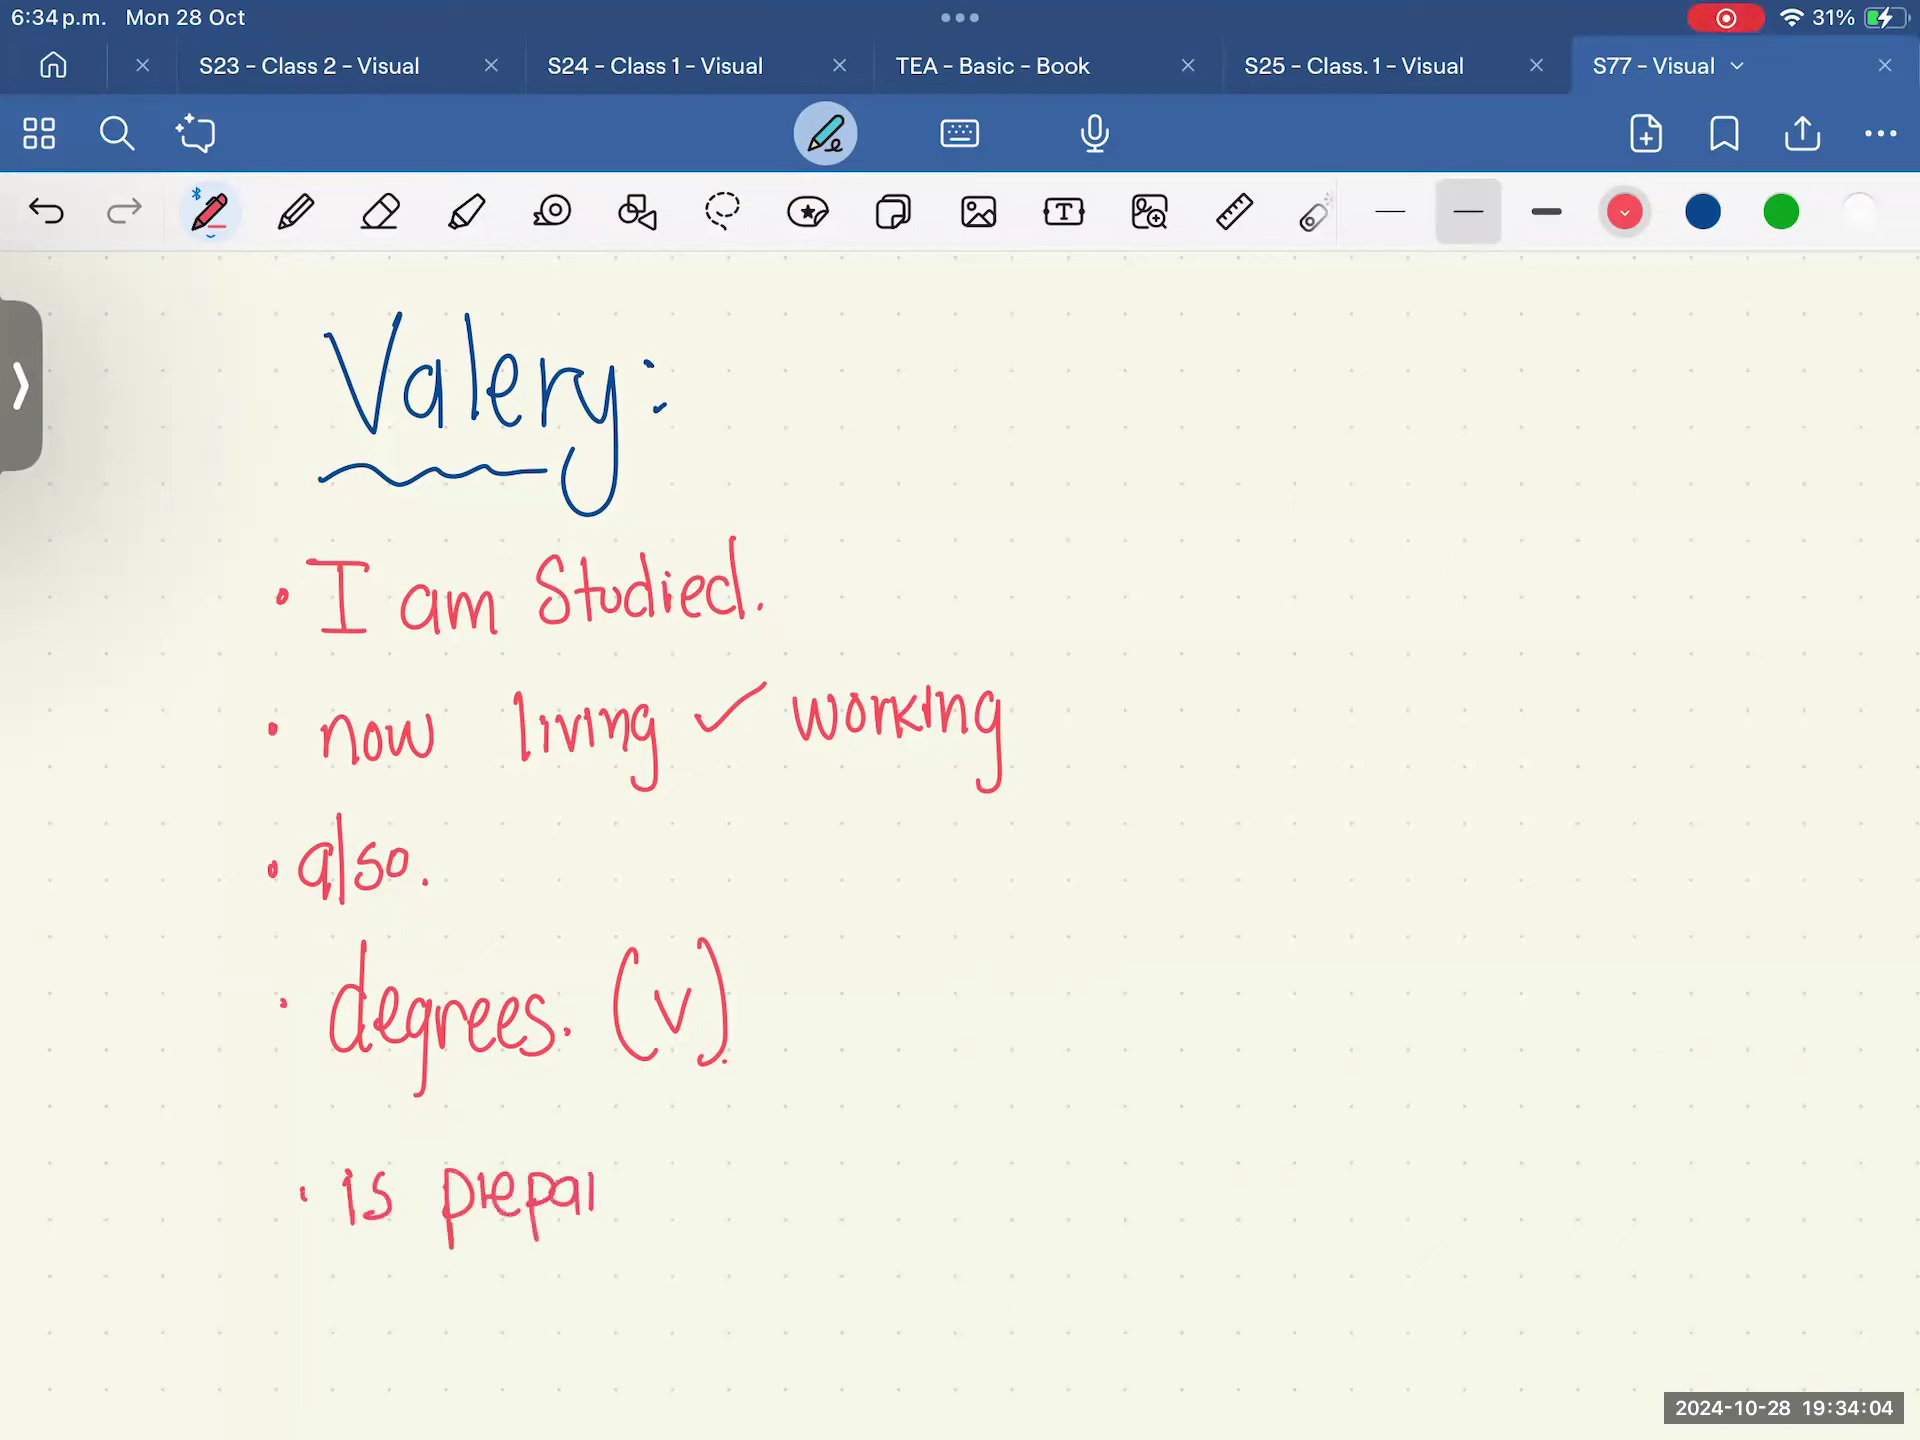 6:34 p.m. Mon 28 Oct 31%
S23 – Class 2 – Visual S24 – Class 1 – Visual TEA – Basic – Book S25 – Class. 1 – Visual S77 – Visual
Valery:
• I am Studied.
• now living ✓ working
• also.
• degrees. (v).
• is prepar
2024-10-28 19:34:04